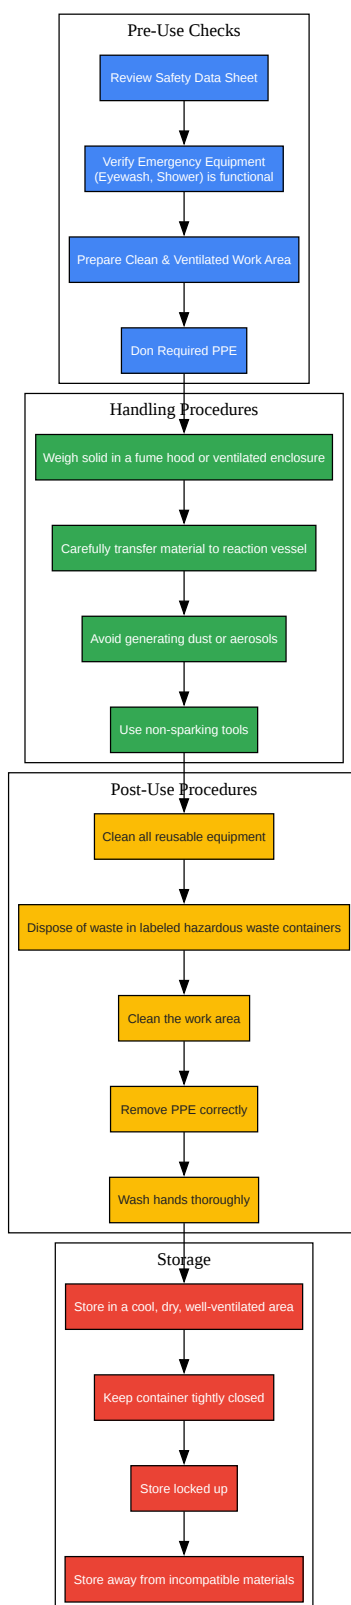 Pre-Use Checks
Review Safety Data Sheet
Verify Emergency Equipment
(Eyewash, Shower) is functional
Prepare Clean & Ventilated Work Area
Don Required PPE
Handling Procedures
Weigh solid in a fume hood or ventilated enclosure
Carefully transfer material to reaction vessel
Avoid generating dust or aerosols
Use non-sparking tools
Post-Use Procedures
Clean all reusable equipment
Dispose of waste in labeled hazardous waste containers
Clean the work area
Remove PPE correctly
Wash hands thoroughly
Storage
Store in a cool, dry, well-ventilated area
Keep container tightly closed
Store locked up
Store away from incompatible materials